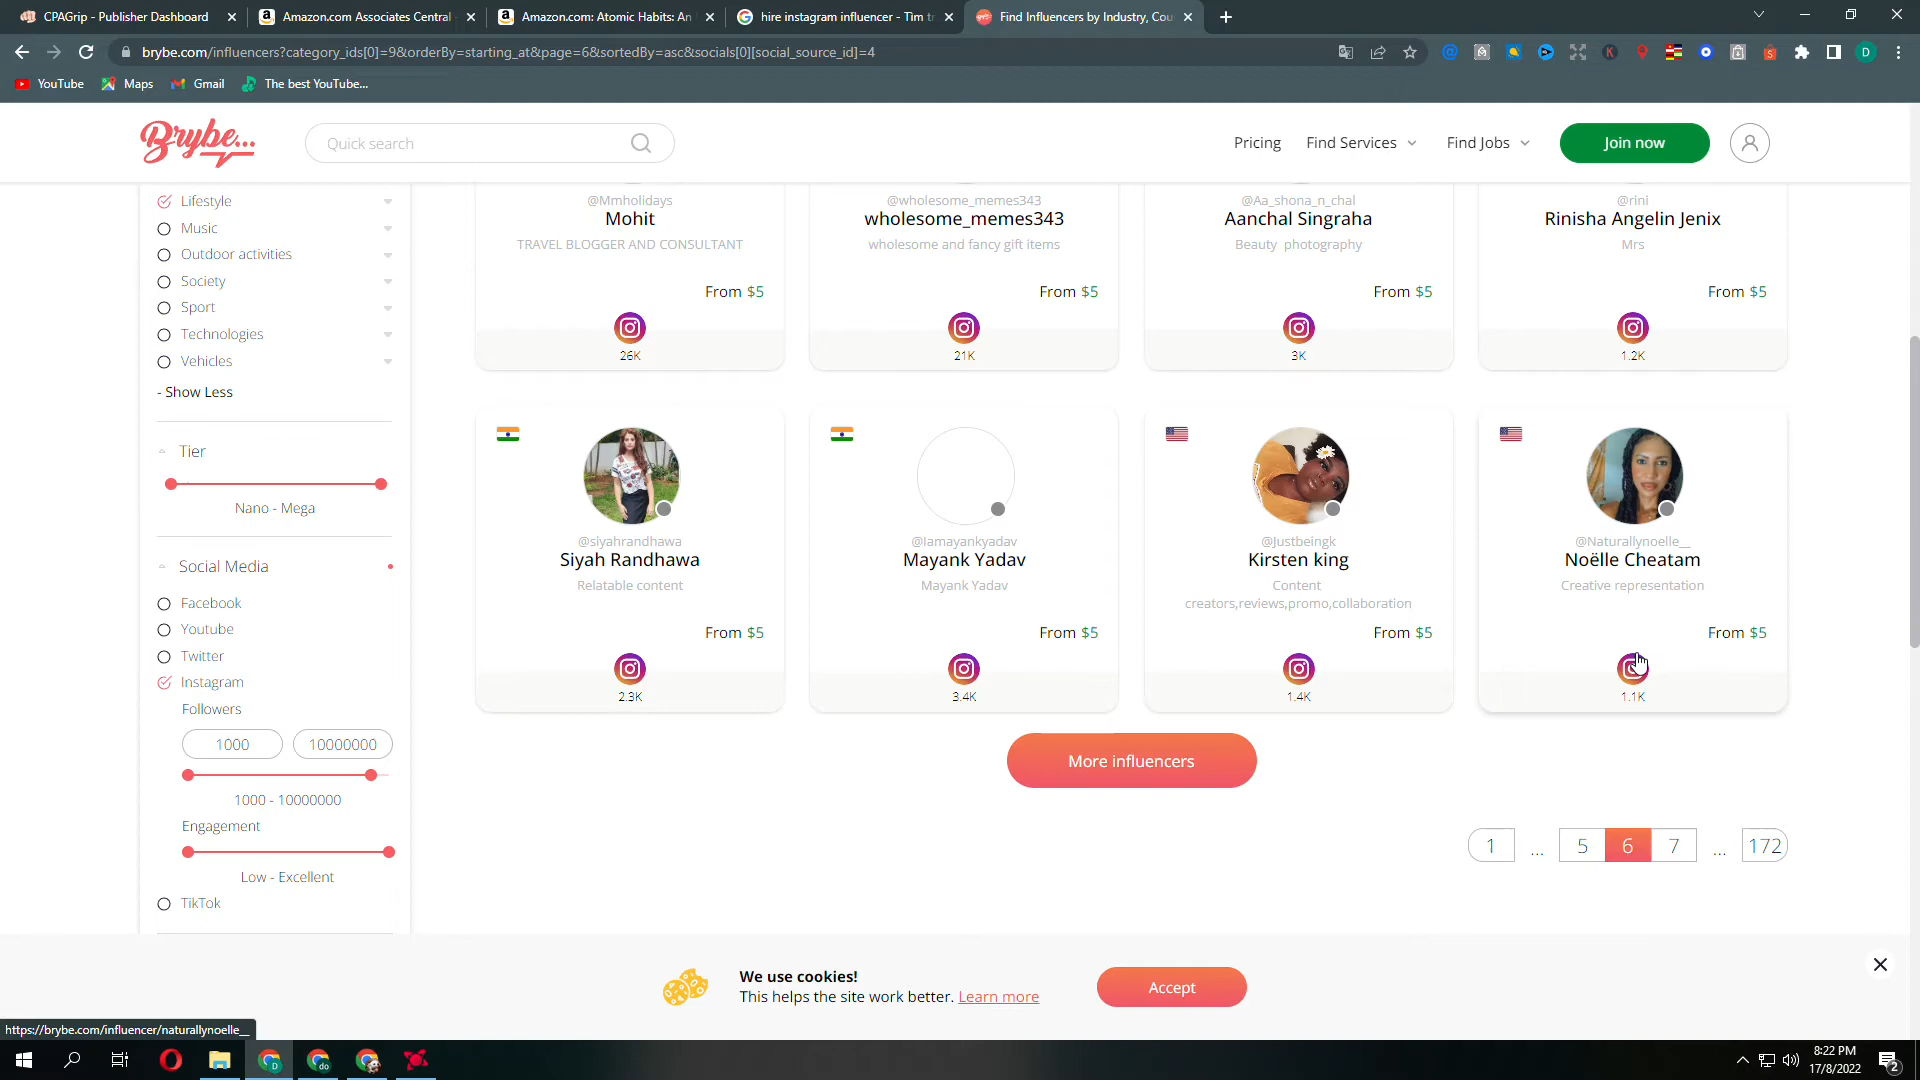 CPAGrip - Publisher Dashboard
Amazon.com Associates Central -
Amazon.com: Atomic Habits: An
hire instagram influencer - Tìm tr
Find Influencers by Industry, Cou
brybe.com/influencers?category_ids[0]=9&orderBy=starting_at&page=6&sortedBy=asc&socials[0][social_source_id]=4
YouTube
Maps
Gmail
The best YouTube...
Brybe...
Quick search
Pricing
Find Services
Find Jobs
Join now
Lifestyle
Music
Outdoor activities
Society
Sport
Technologies
Vehicles
- Show Less
Tier
Nano - Mega
Social Media
Facebook
Youtube
Twitter
Instagram
Followers
1000
10000000
1000 - 10000000
Engagement
Low - Excellent
TikTok
@Mmholidays
Mohit
TRAVEL BLOGGER AND CONSULTANT
From $5
26K
@wholesome_memes343
wholesome_memes343
wholesome and fancy gift items
From $5
21K
@Aa_shona_n_chal
Aanchal Singraha
Beauty photography
From $5
3K
@rini
Rinisha Angelin Jenix
Mrs
From $5
1.2K
@siyahrandhawa
Siyah Randhawa
Relatable content
From $5
2.3K
@Iamayankyadav
Mayank Yadav
Mayank Yadav
From $5
3.4K
@Justbeingk
Kirsten king
Content
creators,reviews,promo,collaboration
From $5
1.4K
@Naturallynoelle__
Noëlle Cheatam
Creative representation
From $5
1.1K
More influencers
1 ... 5 6 7 ... 172
We use cookies!
This helps the site work better. Learn more
Accept
https://brybe.com/influencer/naturallynoelle__
8:22 PM
17/8/2022
2